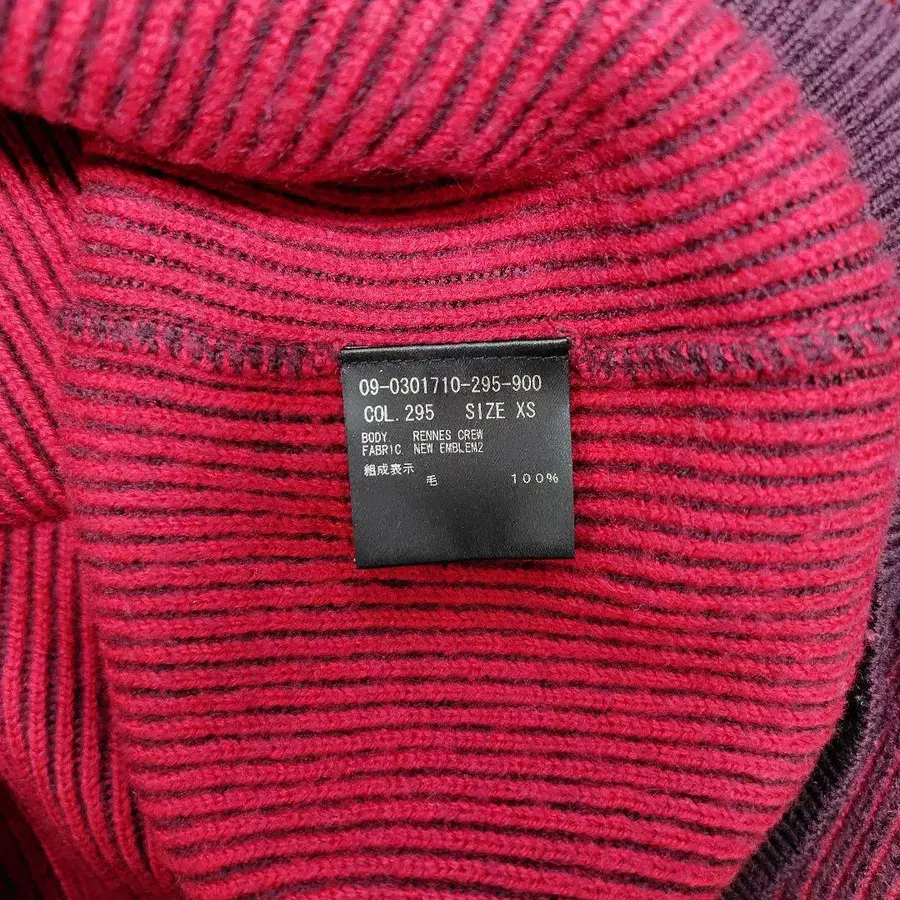 09-0301710-295-900
COL.295 SIZE XS
BODY. RENNES CREW
FABRIC. NEW EMBLEM2
組成表示
毛 100%